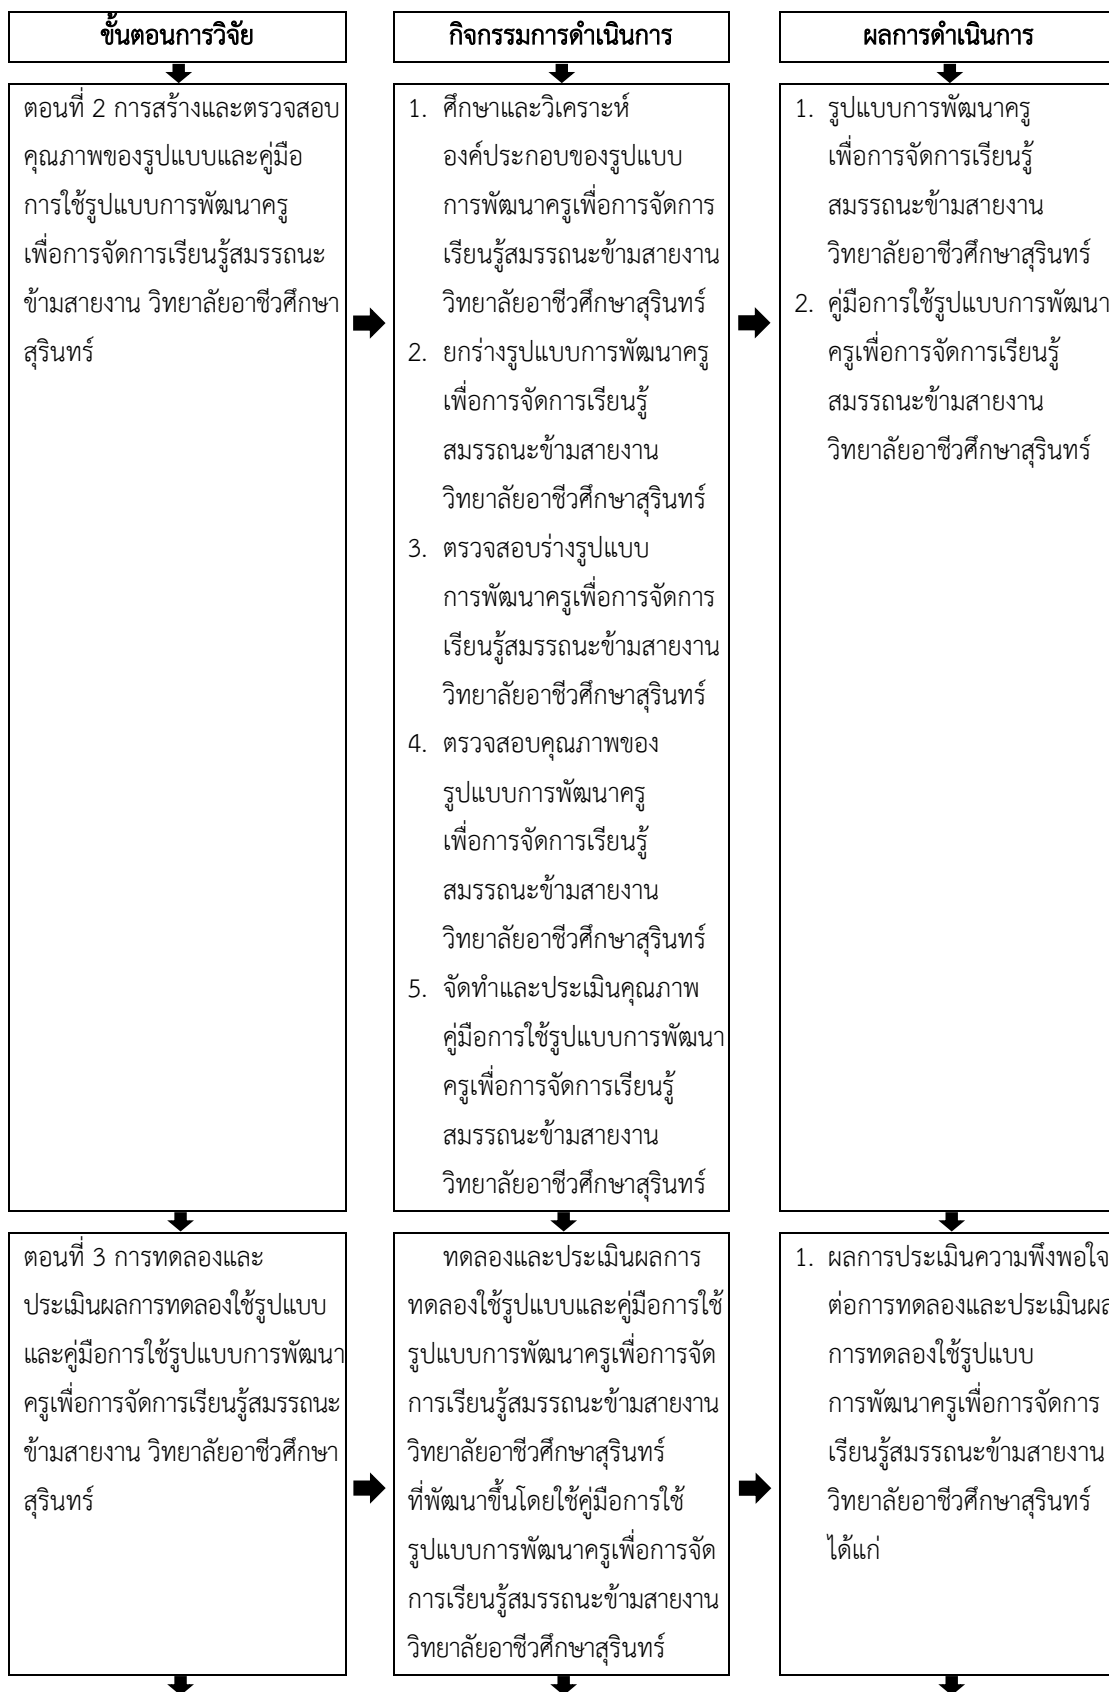 ขั้นตอนการวิจัย
กิจกรรมการดำเนินการ
ผลการดำเนินการ
ตอนที่ 2 การสร้างและตรวจสอบ
คุณภาพของรูปแบบและคู่มือ
การใช้รูปแบบการพัฒนาครู
เพื่อการจัดการเรียนรู้สมรรถนะ
ข้ามสายงาน วิทยาลัยอาชีวศึกษา
สุรินทร์
1. ศึกษาและวิเคราะห์
องค์ประกอบของรูปแบบ
การพัฒนาครูเพื่อการจัดการ
เรียนรู้สมรรถนะข้ามสายงาน
วิทยาลัยอาชีวศึกษาสุรินทร์
2. ยกร่างรูปแบบการพัฒนาครู
เพื่อการจัดการเรียนรู้
สมรรถนะข้ามสายงาน
วิทยาลัยอาชีวศึกษาสุรินทร์
3. ตรวจสอบร่างรูปแบบ
การพัฒนาครูเพื่อการจัดการ
เรียนรู้สมรรถนะข้ามสายงาน
วิทยาลัยอาชีวศึกษาสุรินทร์
4. ตรวจสอบคุณภาพของ
รูปแบบการพัฒนาครู
เพื่อการจัดการเรียนรู้
สมรรถนะข้ามสายงาน
วิทยาลัยอาชีวศึกษาสุรินทร์
5. จัดทำและประเมินคุณภาพ
คู่มือการใช้รูปแบบการพัฒนา
ครูเพื่อการจัดการเรียนรู้
สมรรถนะข้ามสายงาน
วิทยาลัยอาชีวศึกษาสุรินทร์
1. รูปแบบการพัฒนาครู
เพื่อการจัดการเรียนรู้
สมรรถนะข้ามสายงาน
วิทยาลัยอาชีวศึกษาสุรินทร์
2. คู่มือการใช้รูปแบบการพัฒนา
ครูเพื่อการจัดการเรียนรู้
สมรรถนะข้ามสายงาน
วิทยาลัยอาชีวศึกษาสุรินทร์
ตอนที่ 3 การทดลองและ
ประเมินผลการทดลองใช้รูปแบบ
และคู่มือการใช้รูปแบบการพัฒนา
ครูเพื่อการจัดการเรียนรู้สมรรถนะ
ข้ามสายงาน วิทยาลัยอาชีวศึกษา
สุรินทร์
ทดลองและประเมินผลการ
ทดลองใช้รูปแบบและคู่มือการใช้
รูปแบบการพัฒนาครูเพื่อการจัด
การเรียนรู้สมรรถนะข้ามสายงาน
วิทยาลัยอาชีวศึกษาสุรินทร์
ที่พัฒนาขึ้นโดยใช้คู่มือการใช้
รูปแบบการพัฒนาครูเพื่อการจัด
การเรียนรู้สมรรถนะข้ามสายงาน
วิทยาลัยอาชีวศึกษาสุรินทร์
1. ผลการประเมินความพึงพอใจ
ต่อการทดลองและประเมินผล
การทดลองใช้รูปแบบ
การพัฒนาครูเพื่อการจัดการ
เรียนรู้สมรรถนะข้ามสายงาน
วิทยาลัยอาชีวศึกษาสุรินทร์
ได้แก่